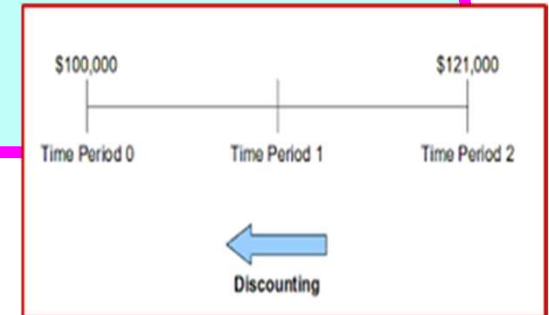 $100,000 $121,000
Time Period 0 Time Period 1 Time Period 2
Discounting